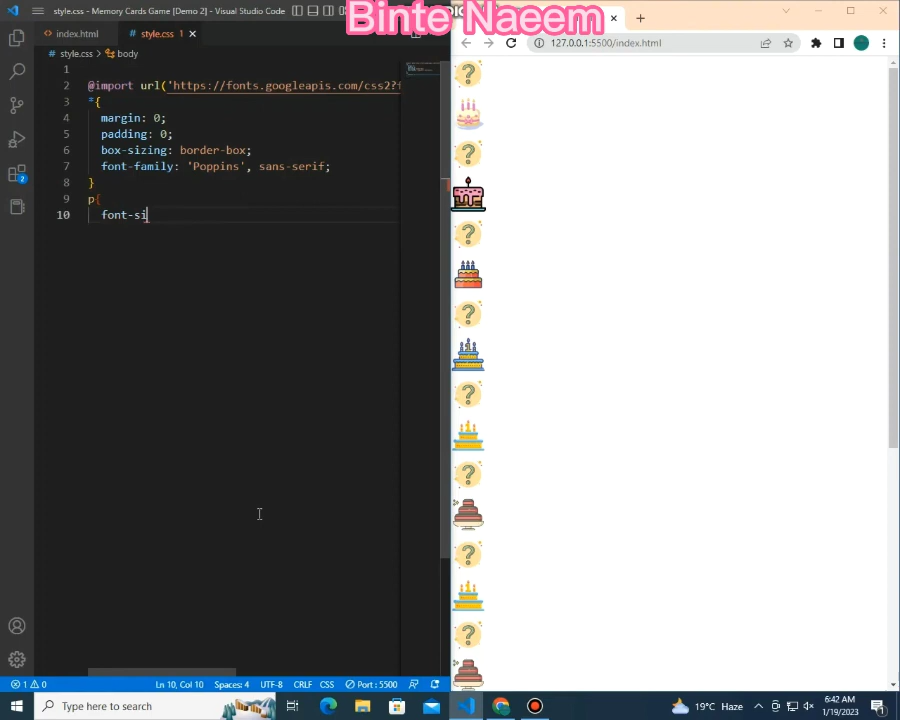 style.css - Memory Cards Game [Demo 2] - Visual Studio Code
Binte Naeem
index.html
style.css 1
style.css > body
127.0.0.1:5500/index.html
1
2 @import url('https://fonts.googleapis.com/css2?f
3 *{
4 margin: 0;
5 padding: 0;
6 box-sizing: border-box;
7 font-family: 'Poppins', sans-serif;
8 }
9 p{
10 font-si
2
1 0
Ln 10, Col 10
Spaces: 4
UTF-8
CRLF
CSS
Port : 5500
Type here to search
19°C Haze
6:42 AM
1/19/2023
1